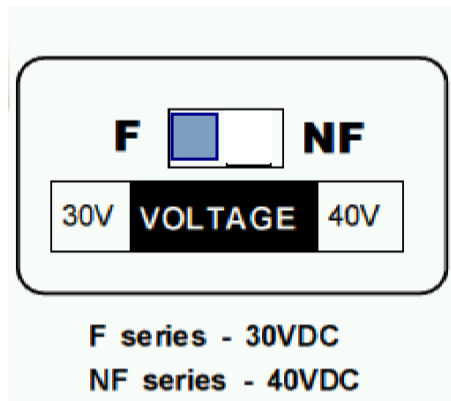 F NF
30V VOLTAGE 40V
F series - 30VDC
NF series - 40VDC